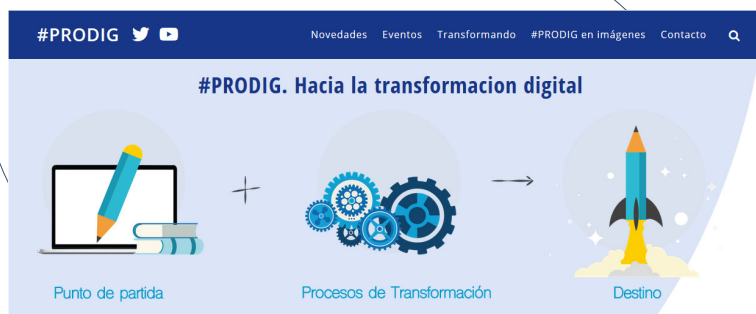 #PRODIG Novedades Eventos Transformando #PRODIG en imágenes Contacto
#PRODIG. Hacia la transformacion digital
Punto de partida Procesos de Transformación Destino